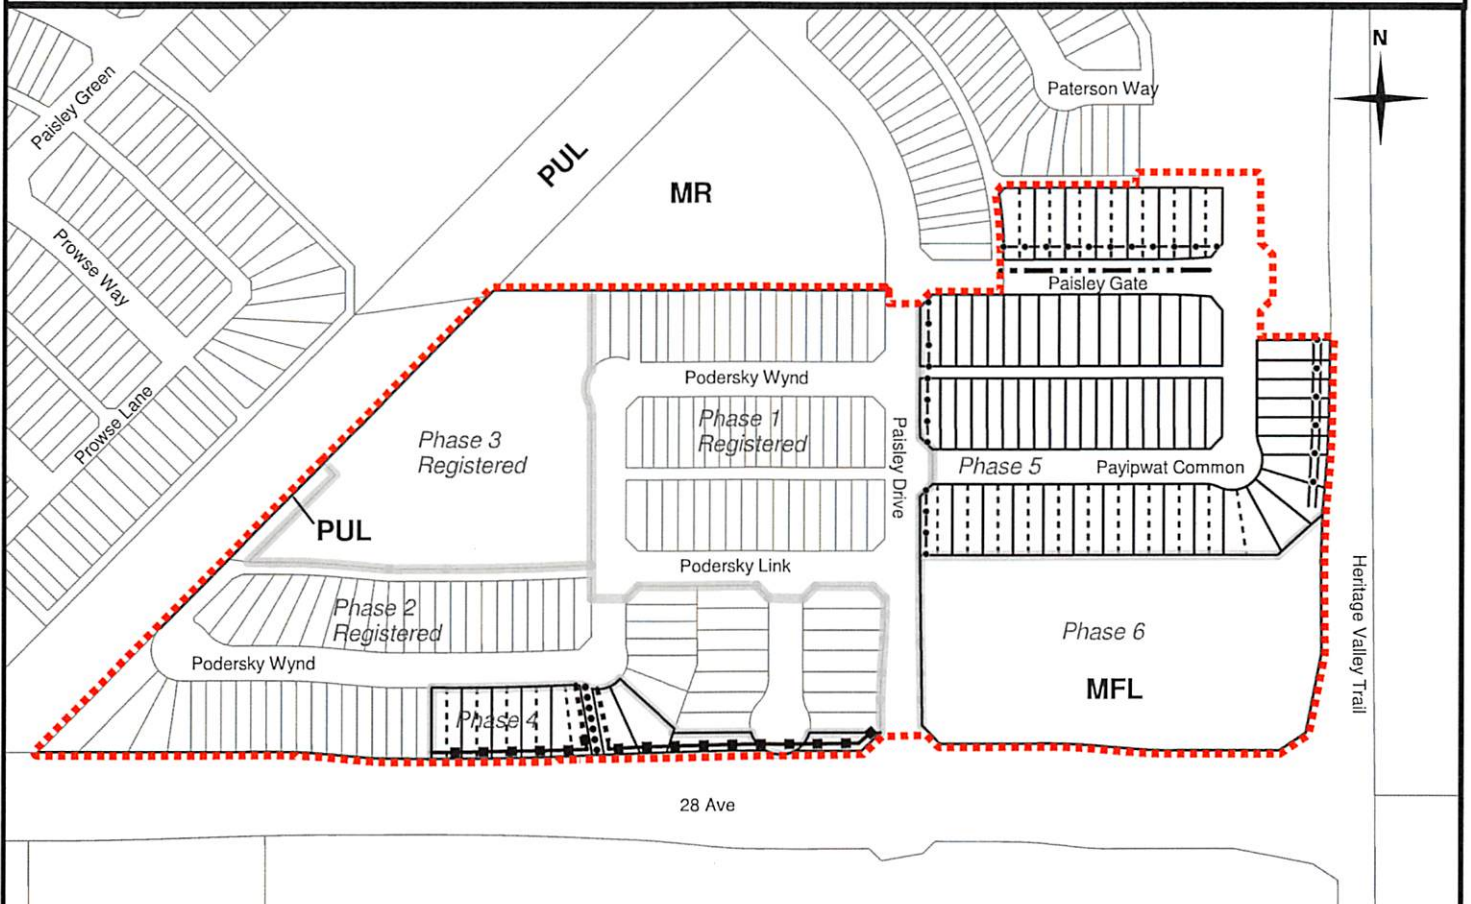 N
Paterson Way
Paisley Green
PUL
MR
Prowse Way
Paisley Gate
Podersky Wynd
Prowse Lane
Phase 1
Registered
Phase 3
Registered
Paisley Drive
Phase 5
Payipwat Common
PUL
Podersky Link
Heritage Valley Trail
Phase 2
Registered
Phase 6
Podersky Wynd
MFL
Phase 4
28 Ave